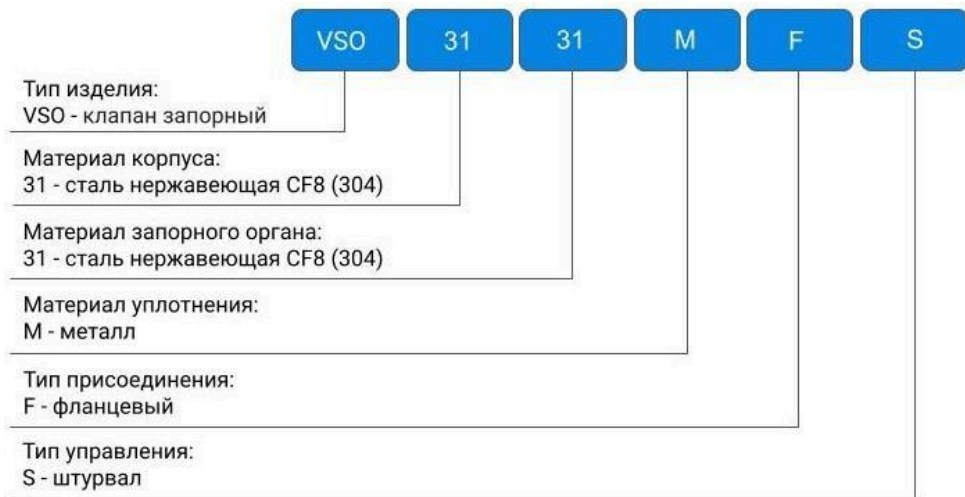 VSO 31 31 M F S
Тип изделия:
VSO - клапан запорный
Материал корпуса:
31 - сталь нержавеющая CF8 (304)
Материал запорного органа:
31 - сталь нержавеющая CF8 (304)
Материал уплотнения:
М - металл
Тип присоединения:
F - фланцевый
Тип управления:
S - штурвал